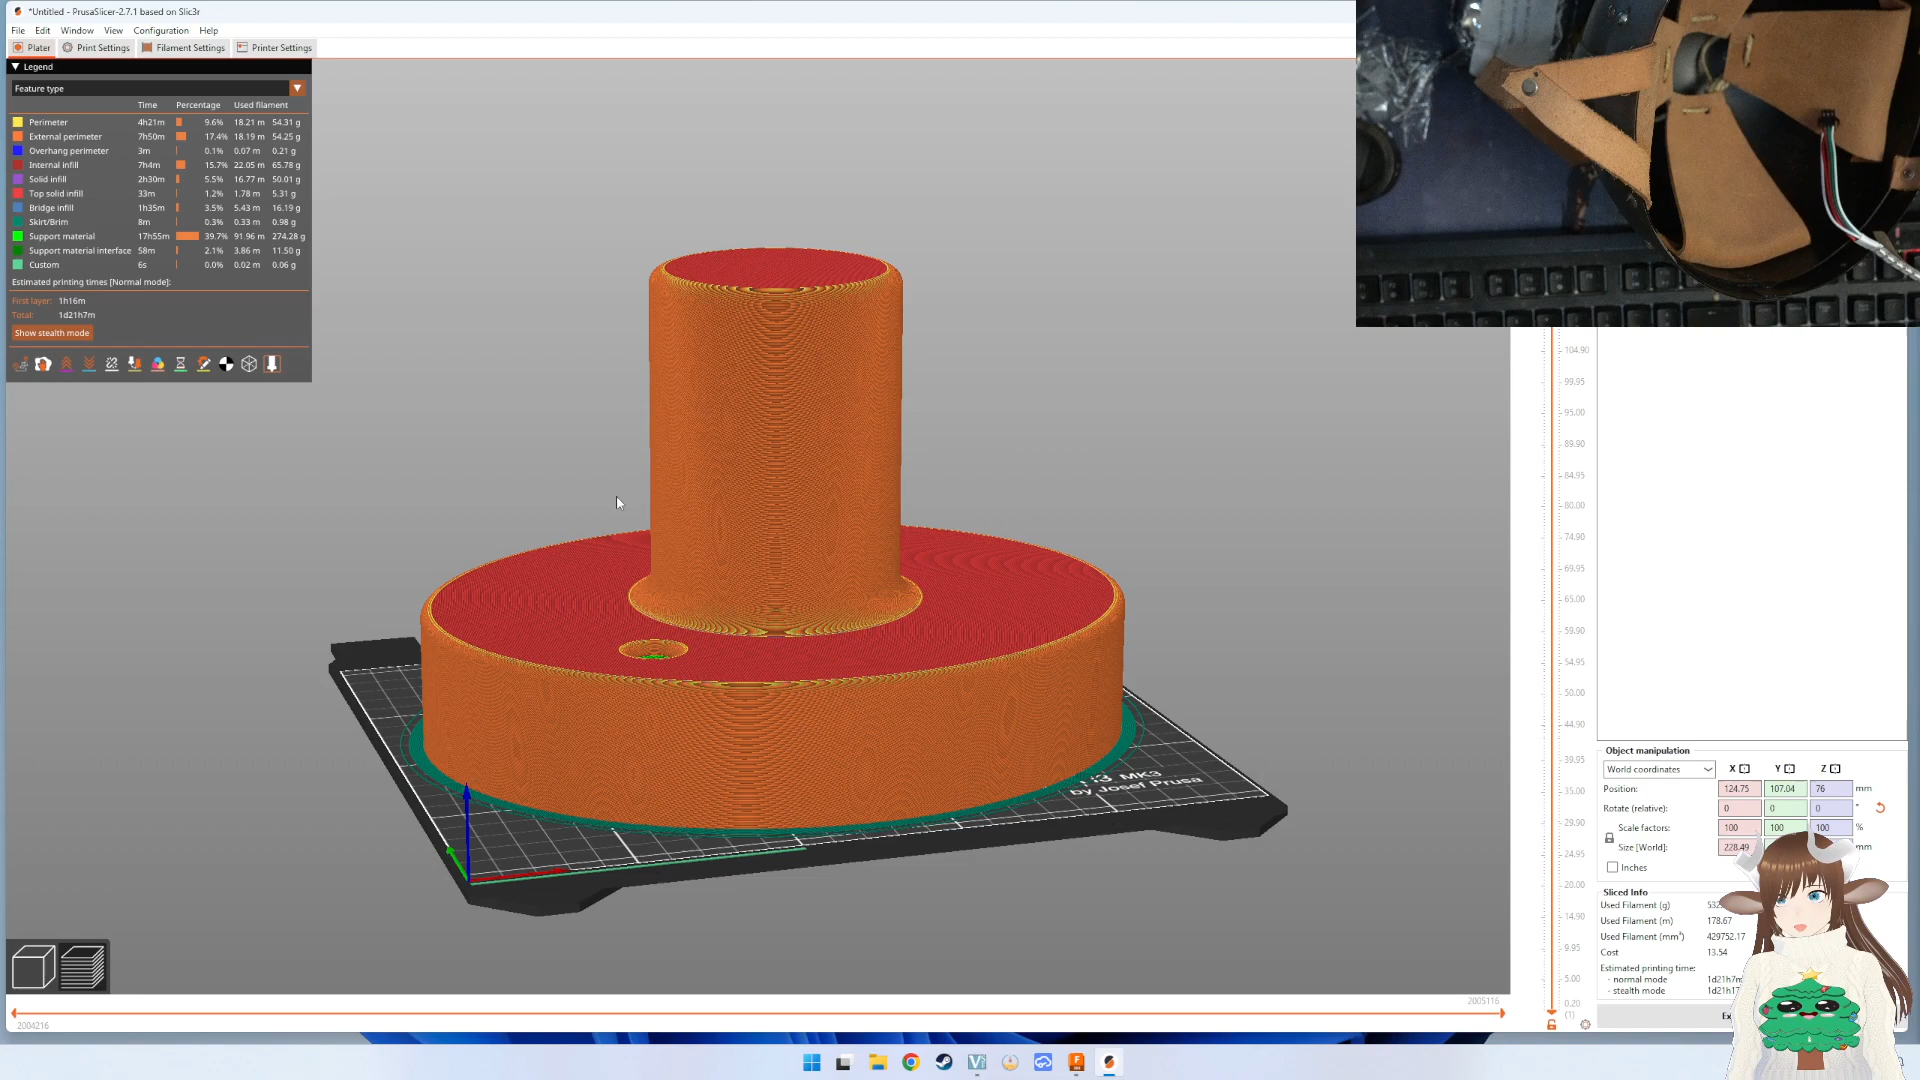 *Untitled - PrusaSlicer-2.7.1 based on Slic3r
File Edit Window View Configuration Help
Plater Print Settings Filament Settings Printer Settings
Legend
Feature type
Time Percentage Used filament
Perimeter 4h21m 9.6% 18.21 m 54.31 g
External perimeter 7h50m 17.4% 18.19 m 54.25 g
Overhang perimeter 3m 0.1% 0.07 m 0.21 g
Internal infill 7h4m 15.7% 22.05 m 65.78 g
Solid infill 2h30m 5.5% 16.77 m 50.01 g
Top solid infill 33m 1.2% 1.78 m 5.31 g
Bridge infill 1h35m 3.5% 5.43 m 16.19 g
Skirt/Brim 8m 0.3% 0.33 m 0.98 g
Support material 17h55m 39.7% 91.96 m 274.28 g
Support material interface 58m 2.1% 3.86 m 11.50 g
Custom 6s 0.0% 0.02 m 0.06 g
Estimated printing times [Normal mode]:
First layer: 1h16m
Total: 1d21h7m
Show stealth mode
MK3
by Josef Prusa
104.90
99.95
95.00
89.90
84.95
80.00
74.90
69.95
65.00
59.90
54.95
50.00
44.90
39.95
35.00
29.90
24.95
20.00
14.90
9.95
5.00
0.20
(1)
2005116
2004216
Object manipulation
World coordinates X Y Z
Position: 124.75 107.04 76 mm
Rotate (relative): 0 0 0 °
Scale factors: 100 100 100 %
Size [World]: 228.49 mm
Inches
Sliced Info
Used Filament (g) 532
Used Filament (m) 178.67
Used Filament (mm³) 429752.17
Cost 13.54
Estimated printing time:
- normal mode 1d21h7m
- stealth mode 1d21h1